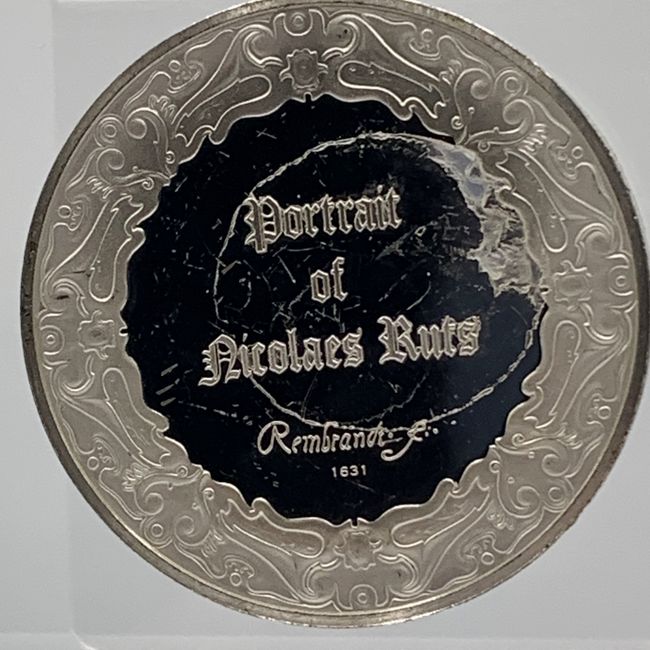 Portrait
of
Nicolaes Ruts
Rembrandt f.
1631